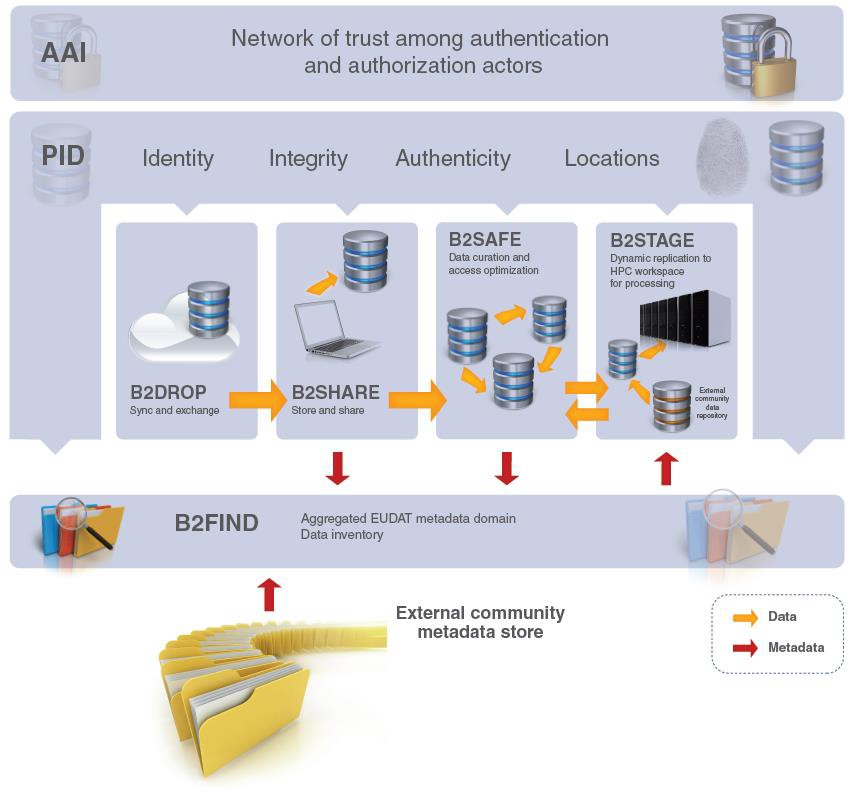 AAI
Network of trust among authentication
and authorization actors
PID
Identity
Integrity
Authenticity
Locations
B2DROP
Sync and exchange
B2SHARE
Store and share
B2SAFE
Data curation and
access optimization
B2STAGE
Dynamic replication to
HPC workspace
for processing
External
community
data
repository
B2FIND
Aggregated EUDAT metadata domain
Data inventory
External community
metadata store
Data
Metadata